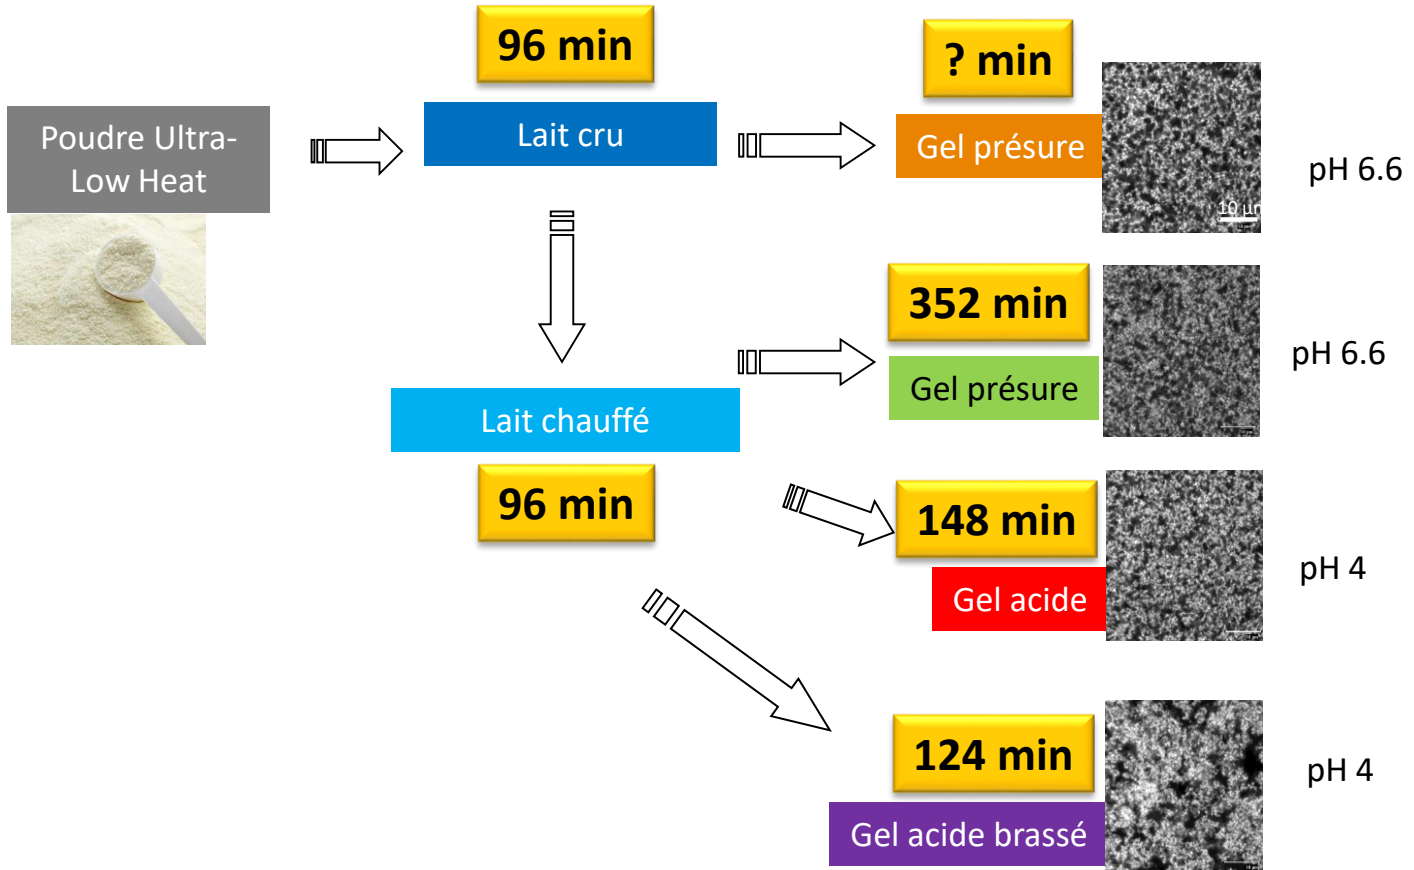 96 min
? min
Poudre Ultra-
Low Heat
Lait cru
Gel présure
pH 6.6
10 µm
352 min
Gel présure
pH 6.6
Lait chauffé
96 min
148 min
Gel acide
pH 4
124 min
Gel acide brassé
pH 4